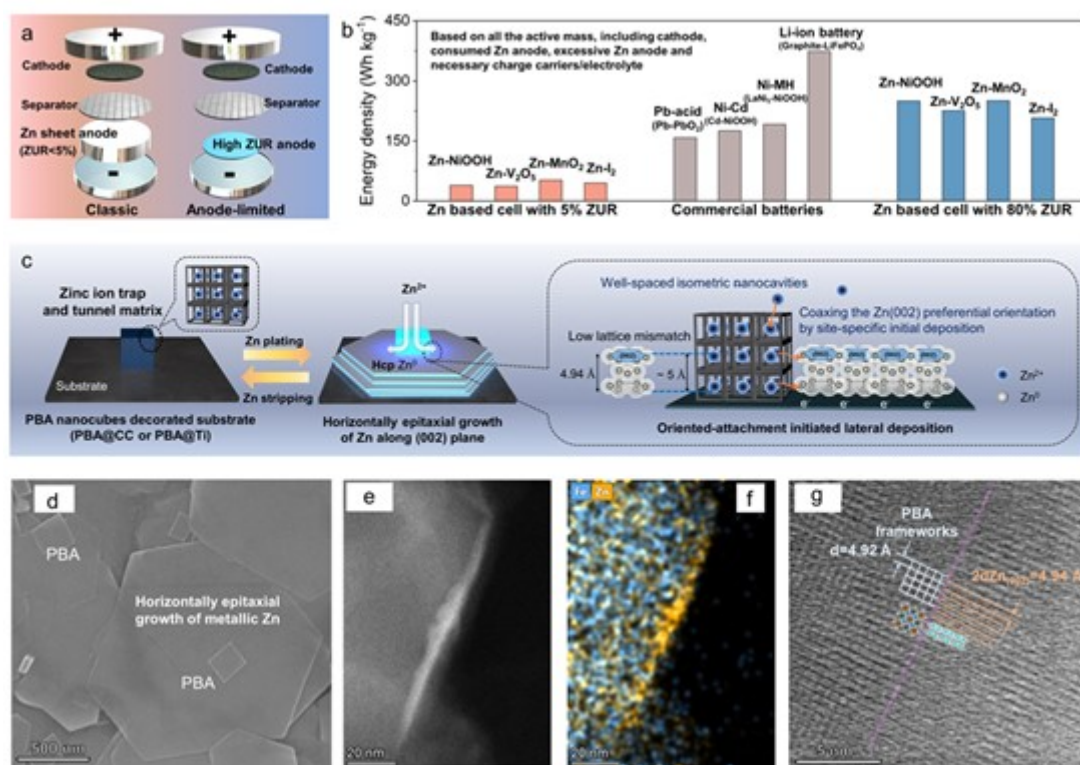 a
+
+
Cathode
Cathode
Separator
Separator
Zn sheet anode
(ZUR<5%)
High ZUR anode
-
-
Classic
Anode-limited
b
Energy density (Wh kg⁻¹)
450
300
150
0
Based on all the active mass, including cathode,
consumed Zn anode, excessive Zn anode and
necessary charge carriers/electrolyte
Zn-NiOOH
Zn-V₂O₅
Zn-MnO₂
Zn-I₂
Zn based cell with 5% ZUR
Pb-acid
(Pb-PbO₂)
Ni-Cd
(Cd-NiOOH)
Ni-MH
(LaNi₅-NiOOH)
Li-ion battery
(Graphite-LiFePO₄)
Commercial batteries
Zn-NiOOH
Zn-V₂O₅
Zn-MnO₂
Zn-I₂
Zn based cell with 80% ZUR
c
Zinc ion trap
and tunnel matrix
Substrate
PBA nanocubes decorated substrate
(PBA@CC or PBA@Ti)
Zn plating
Zn stripping
Zn²⁺
Hcp Zn⁰
Horizontally epitaxial growth
of Zn along (002) plane
Well-spaced isometric nanocavities
Coaxing the Zn(002) preferential orientation
by site-specific initial deposition
Low lattice mismatch
4.94 Å
~ 5 Å
e⁻ e⁻ e⁻ e⁻
Zn²⁺
Zn⁰
Oriented-attachment initiated lateral deposition
d
PBA
Horizontally epitaxial
growth of metallic Zn
PBA
500 µm
e
20 nm
Fe Zn
f
20 nm
g
PBA
frameworks
d=4.92 Å